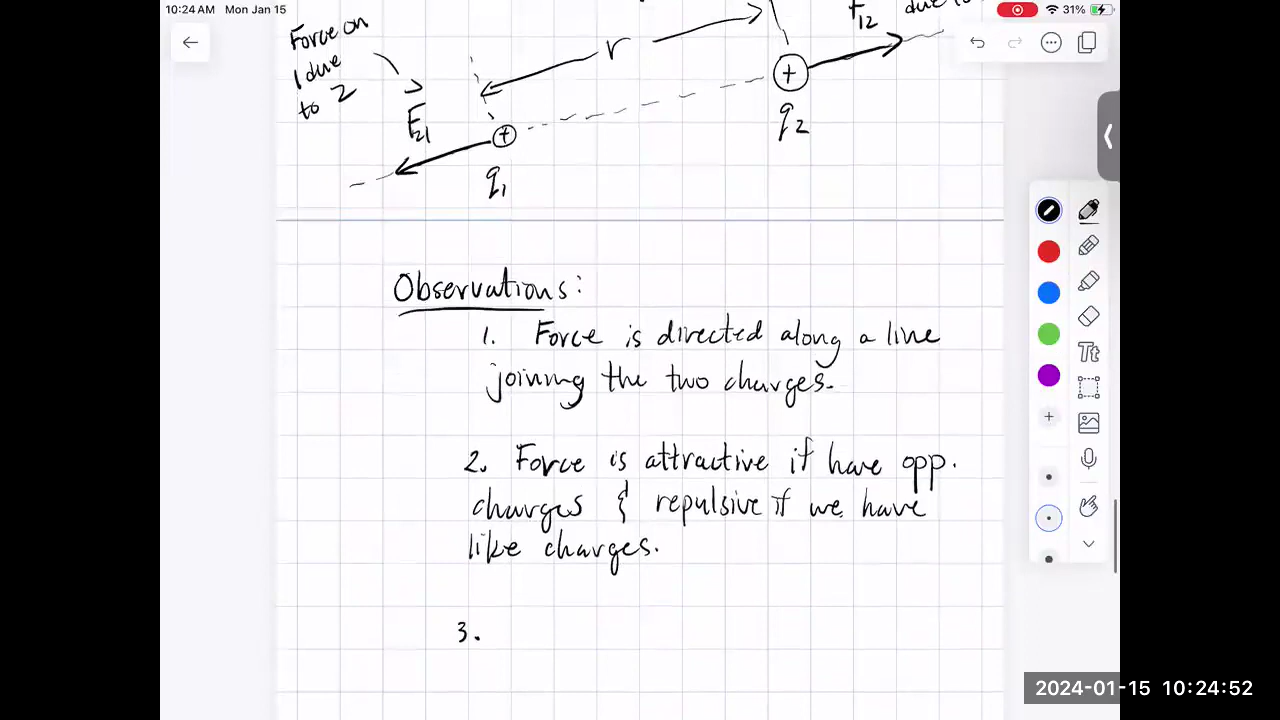 10:24 AM Mon Jan 15
31%
Force on
1 due
to 2
F21
r
F12
due
+
q2
+
q1
Observations:
1. Force is directed along a line
joining the two charges.
2. Force is attractive if have opp.
charges & repulsive if we have
like charges.
3.
Tt
2024-01-15 10:24:52